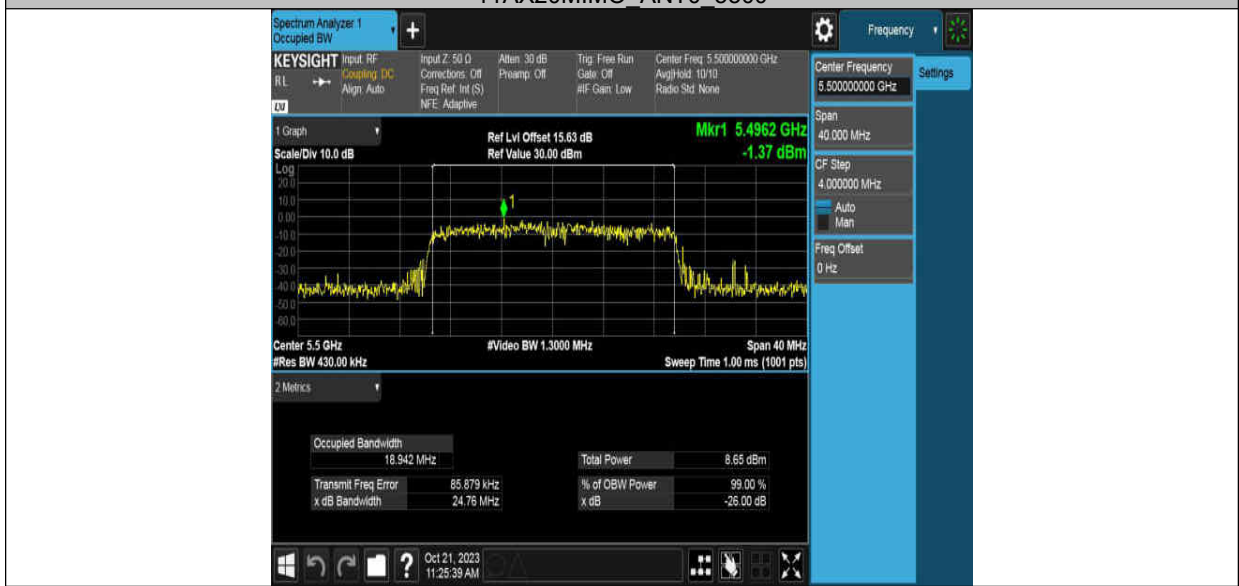 Spectrum Analyzer 1
Occupied BW
+
Frequency
KEYSIGHT
RL
Input: RF
Coupling: DC
Align: Auto
Input Z: 50 Ω
Corrections: Off
Freq Ref: Int (S)
NFE: Adaptive
Atten: 30 dB
Preamp: Off
Trig: Free Run
Gate: Off
#IF Gain: Low
Center Freq: 5.500000000 GHz
Avg|Hold: 10/10
Radio Std: None
1 Graph
Scale/Div 10.0 dB
Ref Lvl Offset 15.63 dB
Ref Value 30.00 dBm
Mkr1 5.4962 GHz
-1.37 dBm
Log
20.0
10.0
0.00
-10.0
-20.0
-30.0
-40.0
-50.0
-60.0
1
Center 5.5 GHz
#Res BW 430.00 kHz
#Video BW 1.3000 MHz
Span 40 MHz
Sweep Time 1.00 ms (1001 pts)
2 Metrics
Occupied Bandwidth
18.942 MHz
Total Power 8.65 dBm
Transmit Freq Error 85.879 kHz
% of OBW Power 99.00 %
x dB Bandwidth 24.76 MHz
x dB -26.00 dB
Center Frequency
5.500000000 GHz
Settings
Span
40.000 MHz
CF Step
4.000000 MHz
Auto
Man
Freq Offset
0 Hz
?
Oct 21, 2023
11:25:39 AM